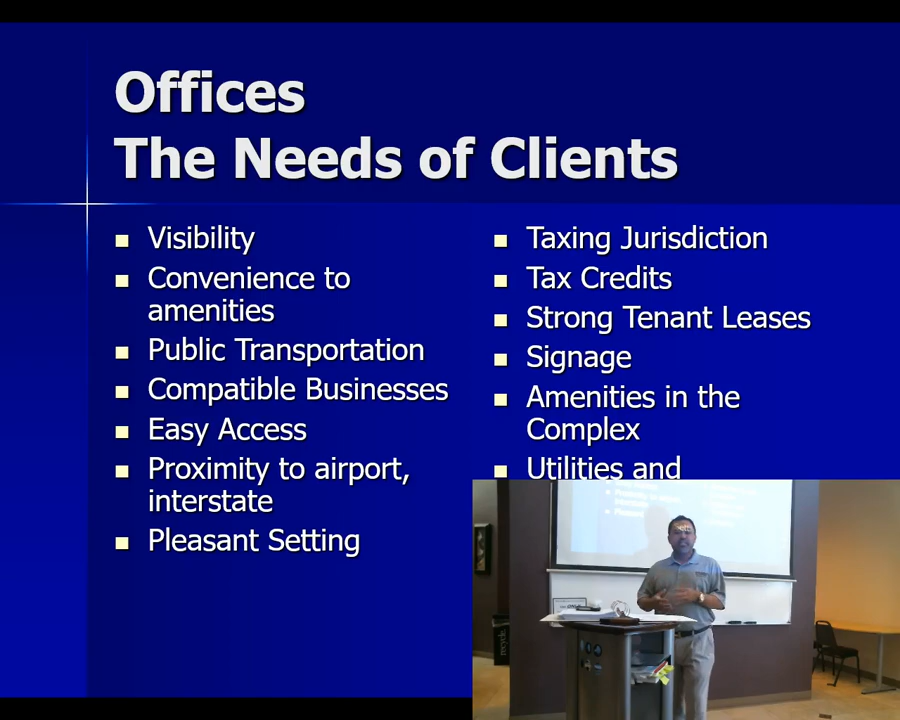 Offices
The Needs of Clients
Visibility
Convenience to
amenities
Public Transportation
Compatible Businesses
Easy Access
Proximity to airport,
interstate
Pleasant Setting
Taxing Jurisdiction
Tax Credits
Strong Tenant Leases
Signage
Amenities in the
Complex
Utilities and
recycle